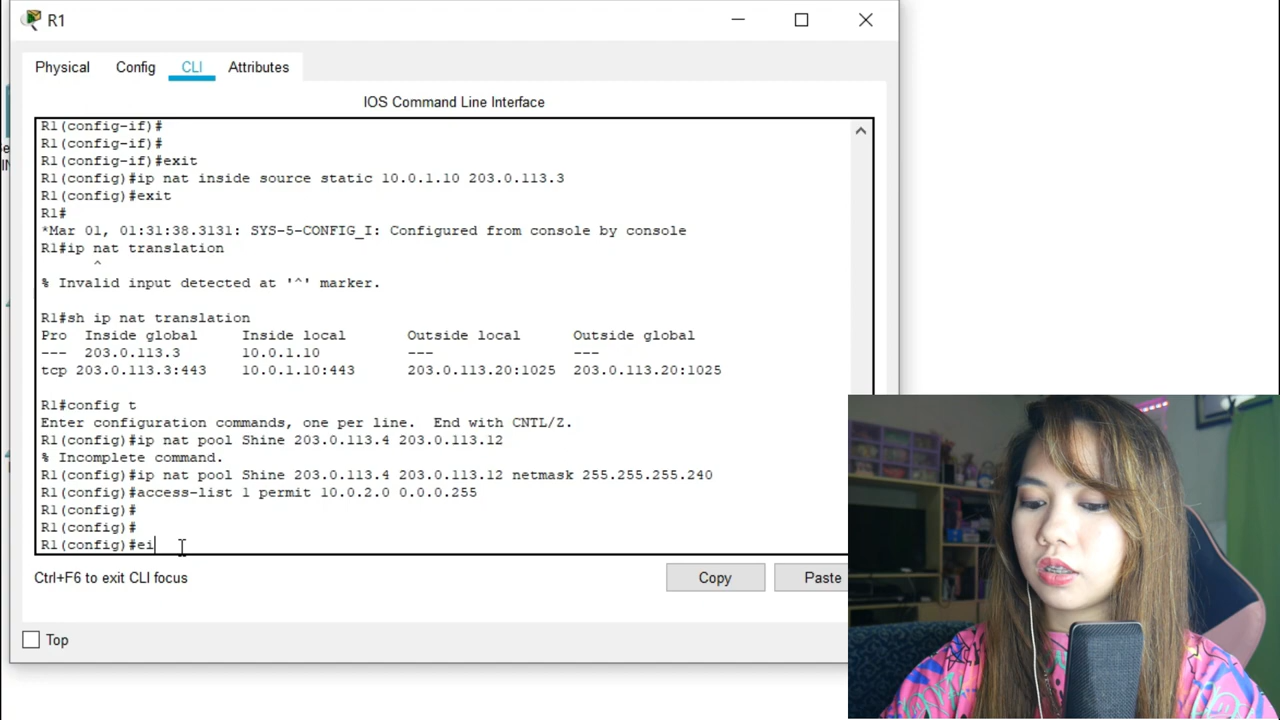 R1
Physical
Config
CLI
Attributes
IOS Command Line Interface
R1(config-if)#
R1(config-if)#
R1(config-if)#exit
R1(config)#ip nat inside source static 10.0.1.10 203.0.113.3
R1(config)#exit
R1#
*Mar 01, 01:31:38.3131: SYS-5-CONFIG_I: Configured from console by console
R1#ip nat translation
^
% Invalid input detected at '^' marker.
R1#sh ip nat translation
Pro Inside global Inside local Outside local Outside global
--- 203.0.113.3 10.0.1.10 --- ---
tcp 203.0.113.3:443 10.0.1.10:443 203.0.113.20:1025 203.0.113.20:1025
R1#config t
Enter configuration commands, one per line. End with CNTL/Z.
R1(config)#ip nat pool Shine 203.0.113.4 203.0.113.12
% Incomplete command.
R1(config)#ip nat pool Shine 203.0.113.4 203.0.113.12 netmask 255.255.255.240
R1(config)#access-list 1 permit 10.0.2.0 0.0.0.255
R1(config)#
R1(config)#
R1(config)#ei
Ctrl+F6 to exit CLI focus
Copy
Paste
Top